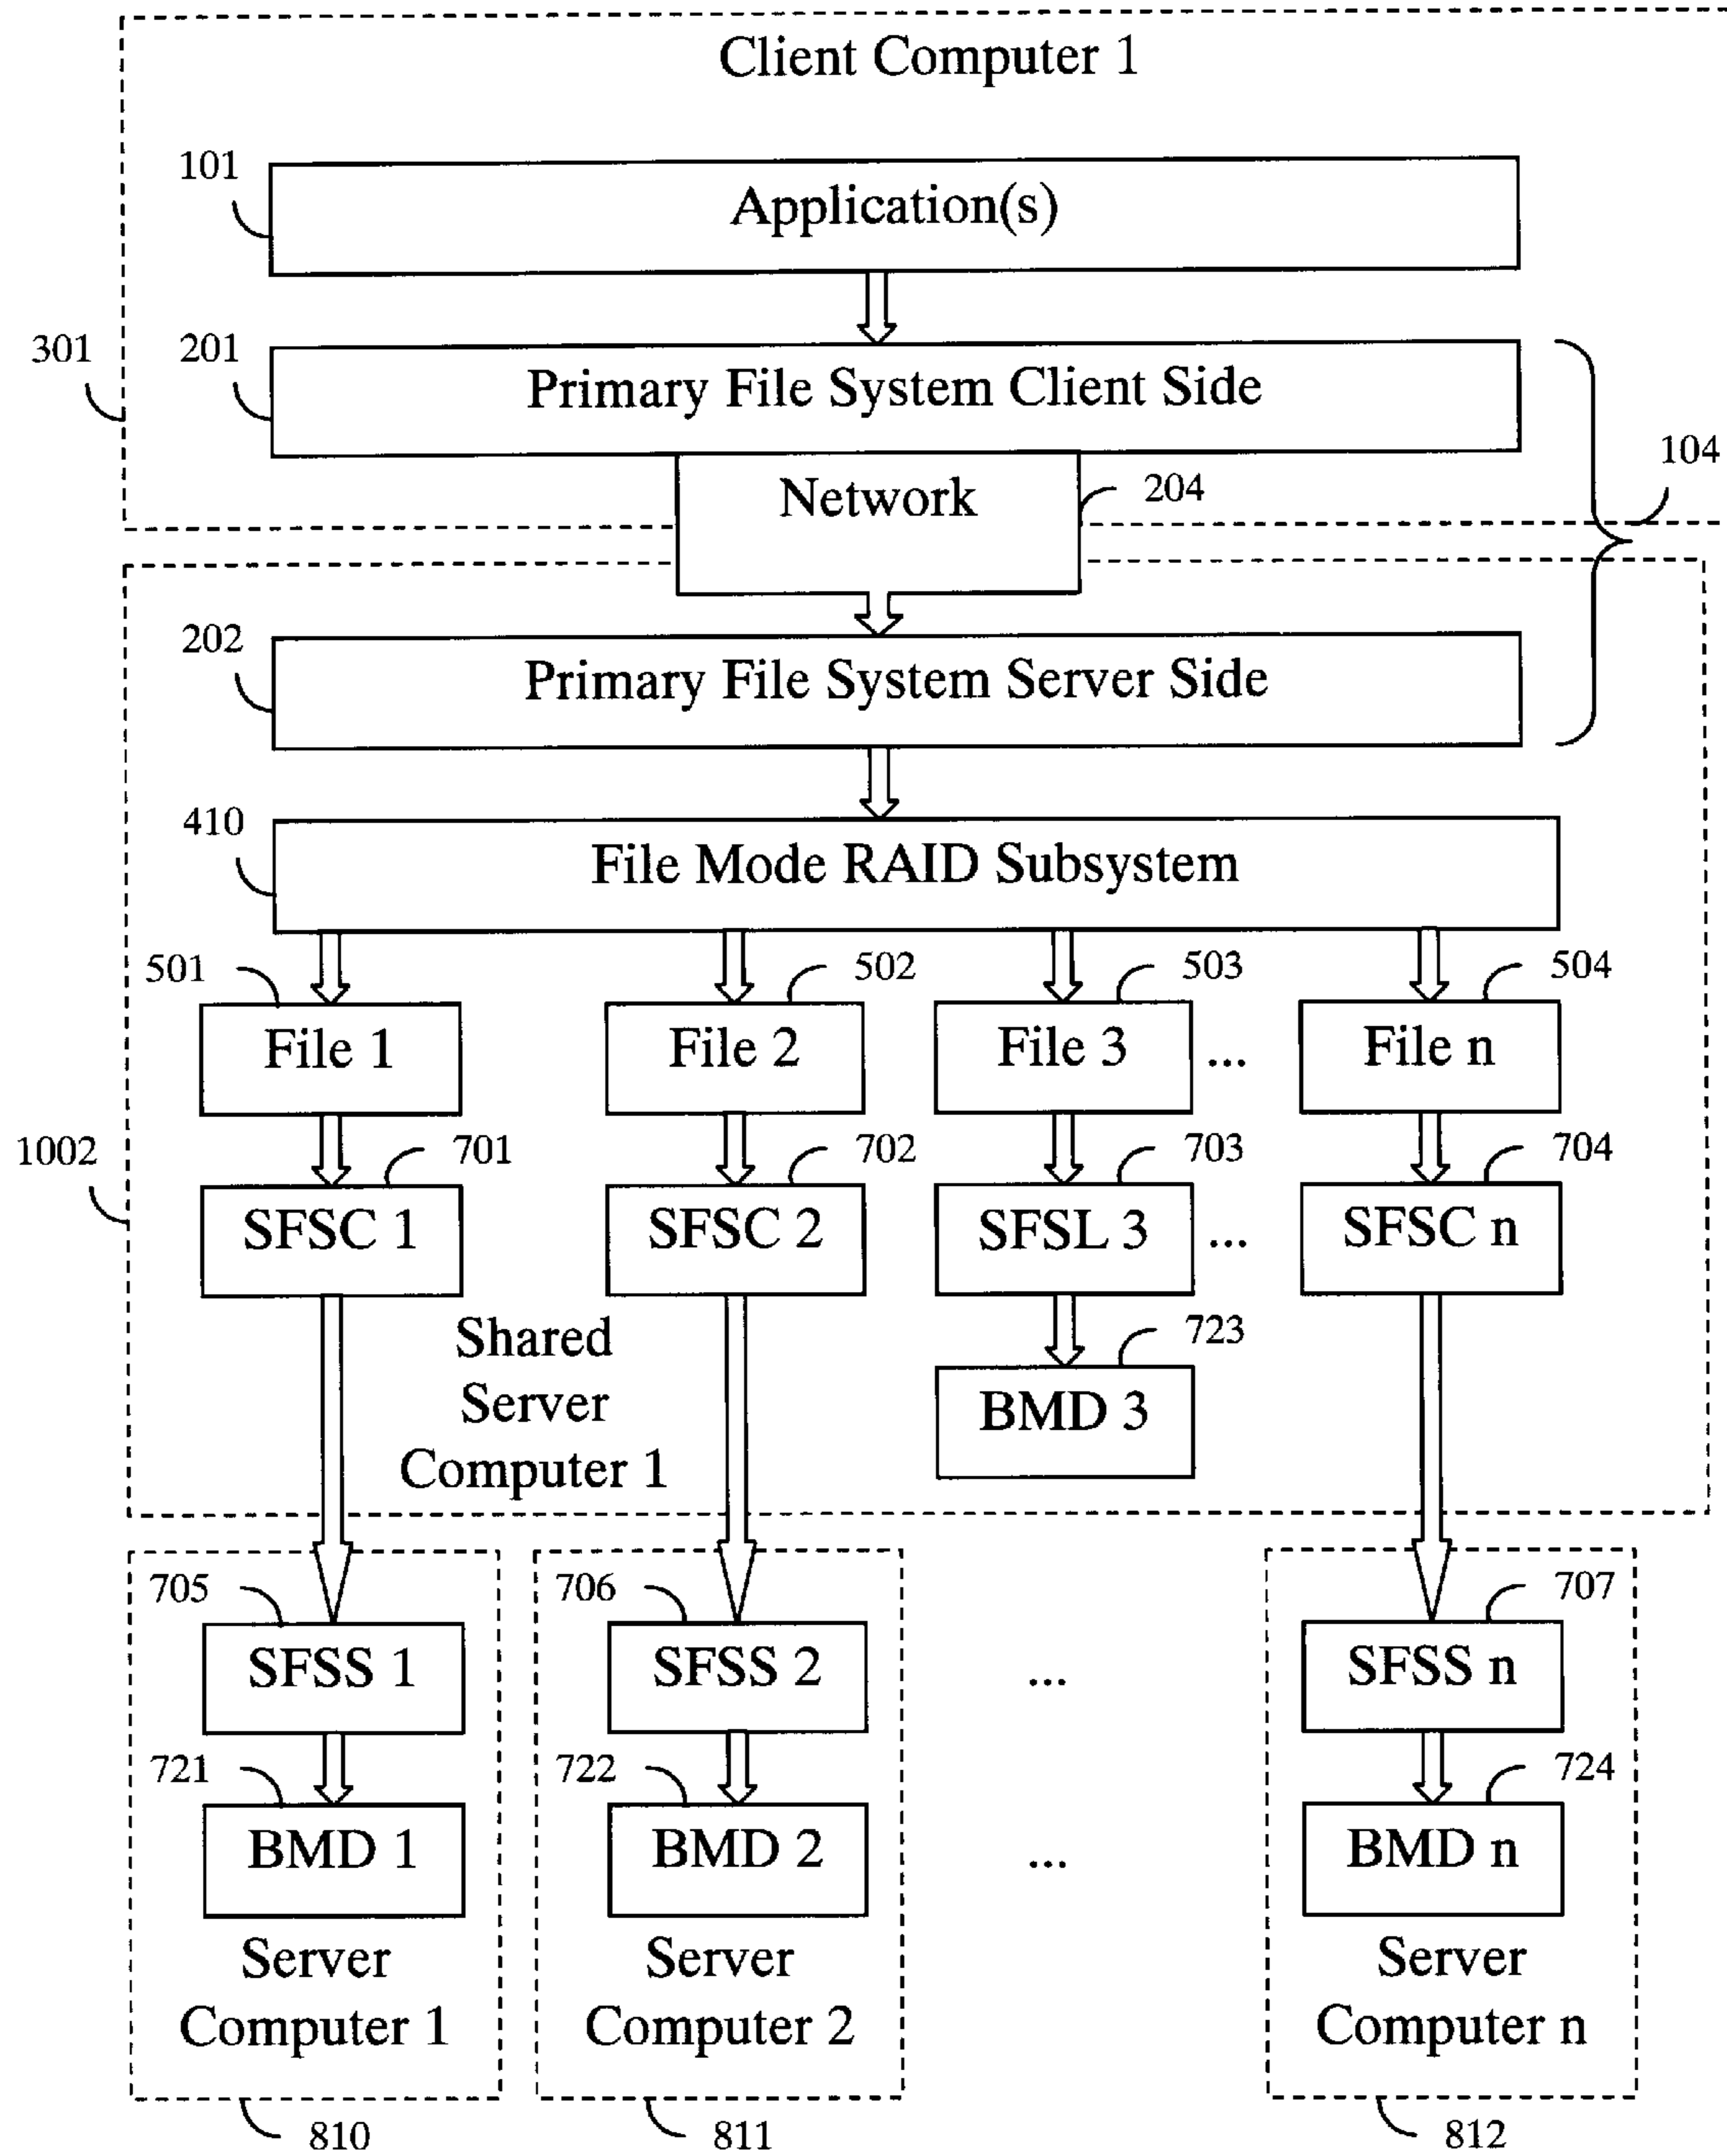 Client Computer 1
101
Application(s)
301
201
Primary File System Client Side
104
Network
204
202
Primary File System Server Side
410
File Mode RAID Subsystem
501
502
503
504
File 1
File 2
File 3
...
File n
1002
701
702
703
704
SFSC 1
SFSC 2
SFSL 3
...
SFSC n
Shared
Server
Computer 1
723
BMD 3
705
706
707
SFSS 1
SFSS 2
...
SFSS n
721
722
724
BMD 1
BMD 2
...
BMD n
Server
Computer 1
Server
Computer 2
Server
Computer n
810
811
812